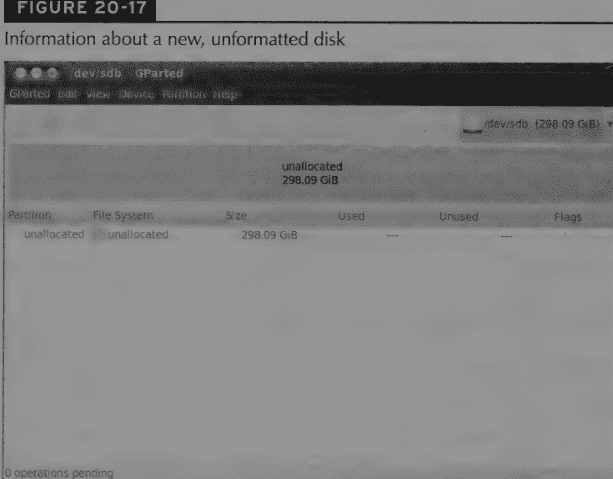 FIGURE 20-17
Information about a new, unformatted disk
/dev/sdb GParted
GParted Edit View Device Partition Help
/dev/sdb (298.09 GiB)
unallocated
298.09 GiB
Partition File System Size Used Unused Flags
unallocated unallocated 298.09 GiB --- ---
0 operations pending